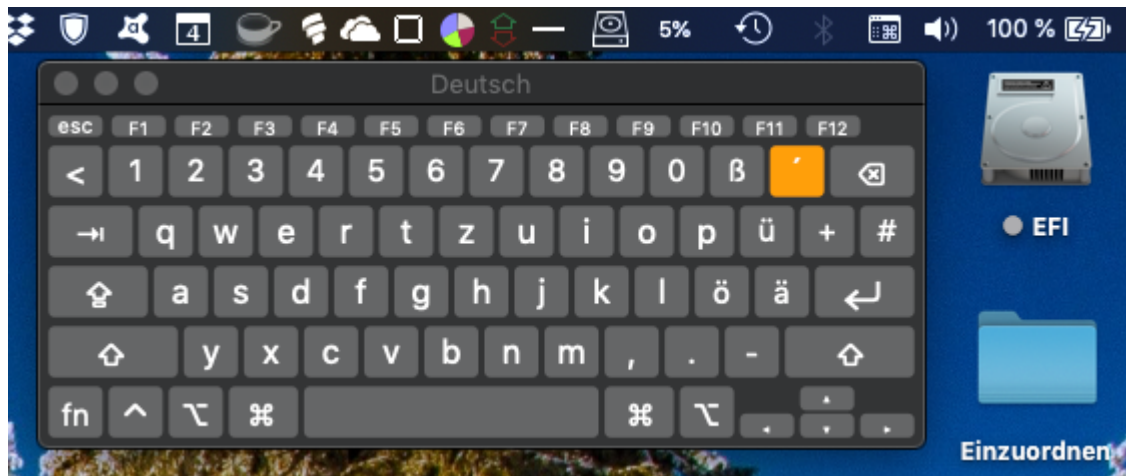 4 5% 100 %
Deutsch
esc F1 F2 F3 F4 F5 F6 F7 F8 F9 F10 F11 F12
< 1 2 3 4 5 6 7 8 9 0 ß ´
q w e r t z u i o p ü + #
EFI
a s d f g h j k l ö ä
y x c v b n m , . -
fn ^ ⌥ ⌘ ⌘ ⌥
Einzuordnen